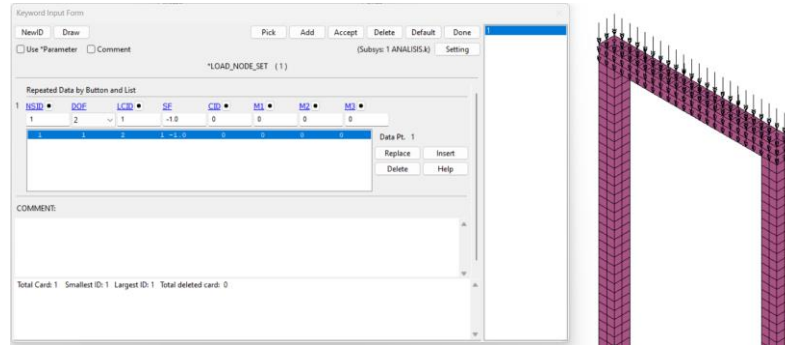 Keyword Input Form
NewID Draw Pick Add Accept Delete Default Done
Use *Parameter Comment (Subsys: 1 ANALISIS.k) Setting
*LOAD_NODE_SET (1)
Repeated Data by Button and List
NSID DOF LCID SF CID M1 M2 M3
1 1 2 1 -1.0 0 0 0 0
1 1 2 1 -1.0 0 0 0 0
Data Pt. 1
Replace Insert
Delete Help
COMMENT:
Total Card: 1 Smallest ID: 1 Largest ID: 1 Total deleted card: 0
1